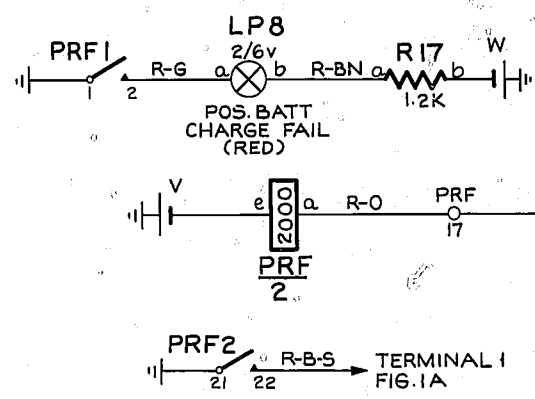 LP8
PRF1
2/6V
R17
W.
R-G
a
b
R-BN
a
b
1
2
1.2K
POS. BATT
CHARGE FAIL
(RED)
V
e
2000
a
R-O
PRF
17
PRF
2
PRF2
R-B-S
TERMINAL 1
FIG. 1A
21
22